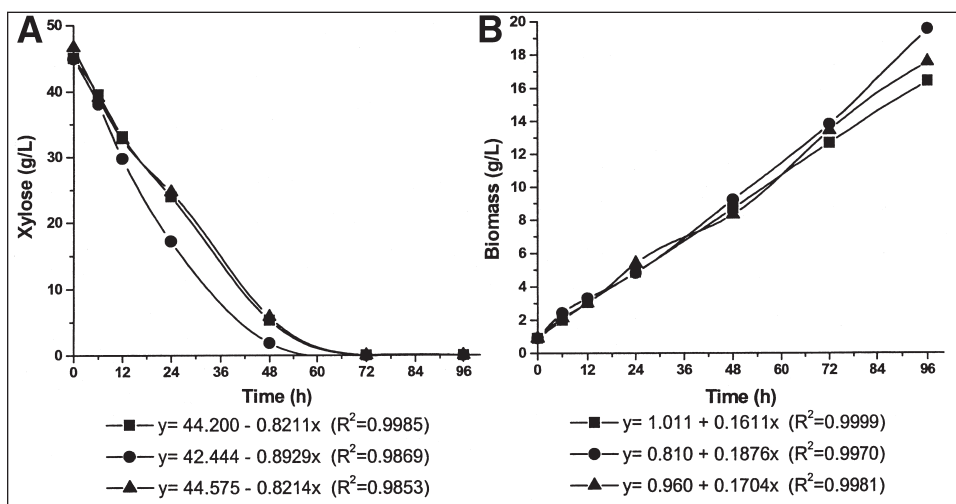 A
Xylose (g/L)
50
40
30
20
10
0
0 12 24 36 48 60 72 84 96
Time (h)
y= 44.200 - 0.8211x (R²=0.9985)
y= 42.444 - 0.8929x (R²=0.9869)
y= 44.575 - 0.8214x (R²=0.9853)
B
Biomass (g/L)
20
18
16
14
12
10
8
6
4
2
0
0 12 24 36 48 60 72 84 96
Time (h)
y= 1.011 + 0.1611x (R²=0.9999)
y= 0.810 + 0.1876x (R²=0.9970)
y= 0.960 + 0.1704x (R²=0.9981)